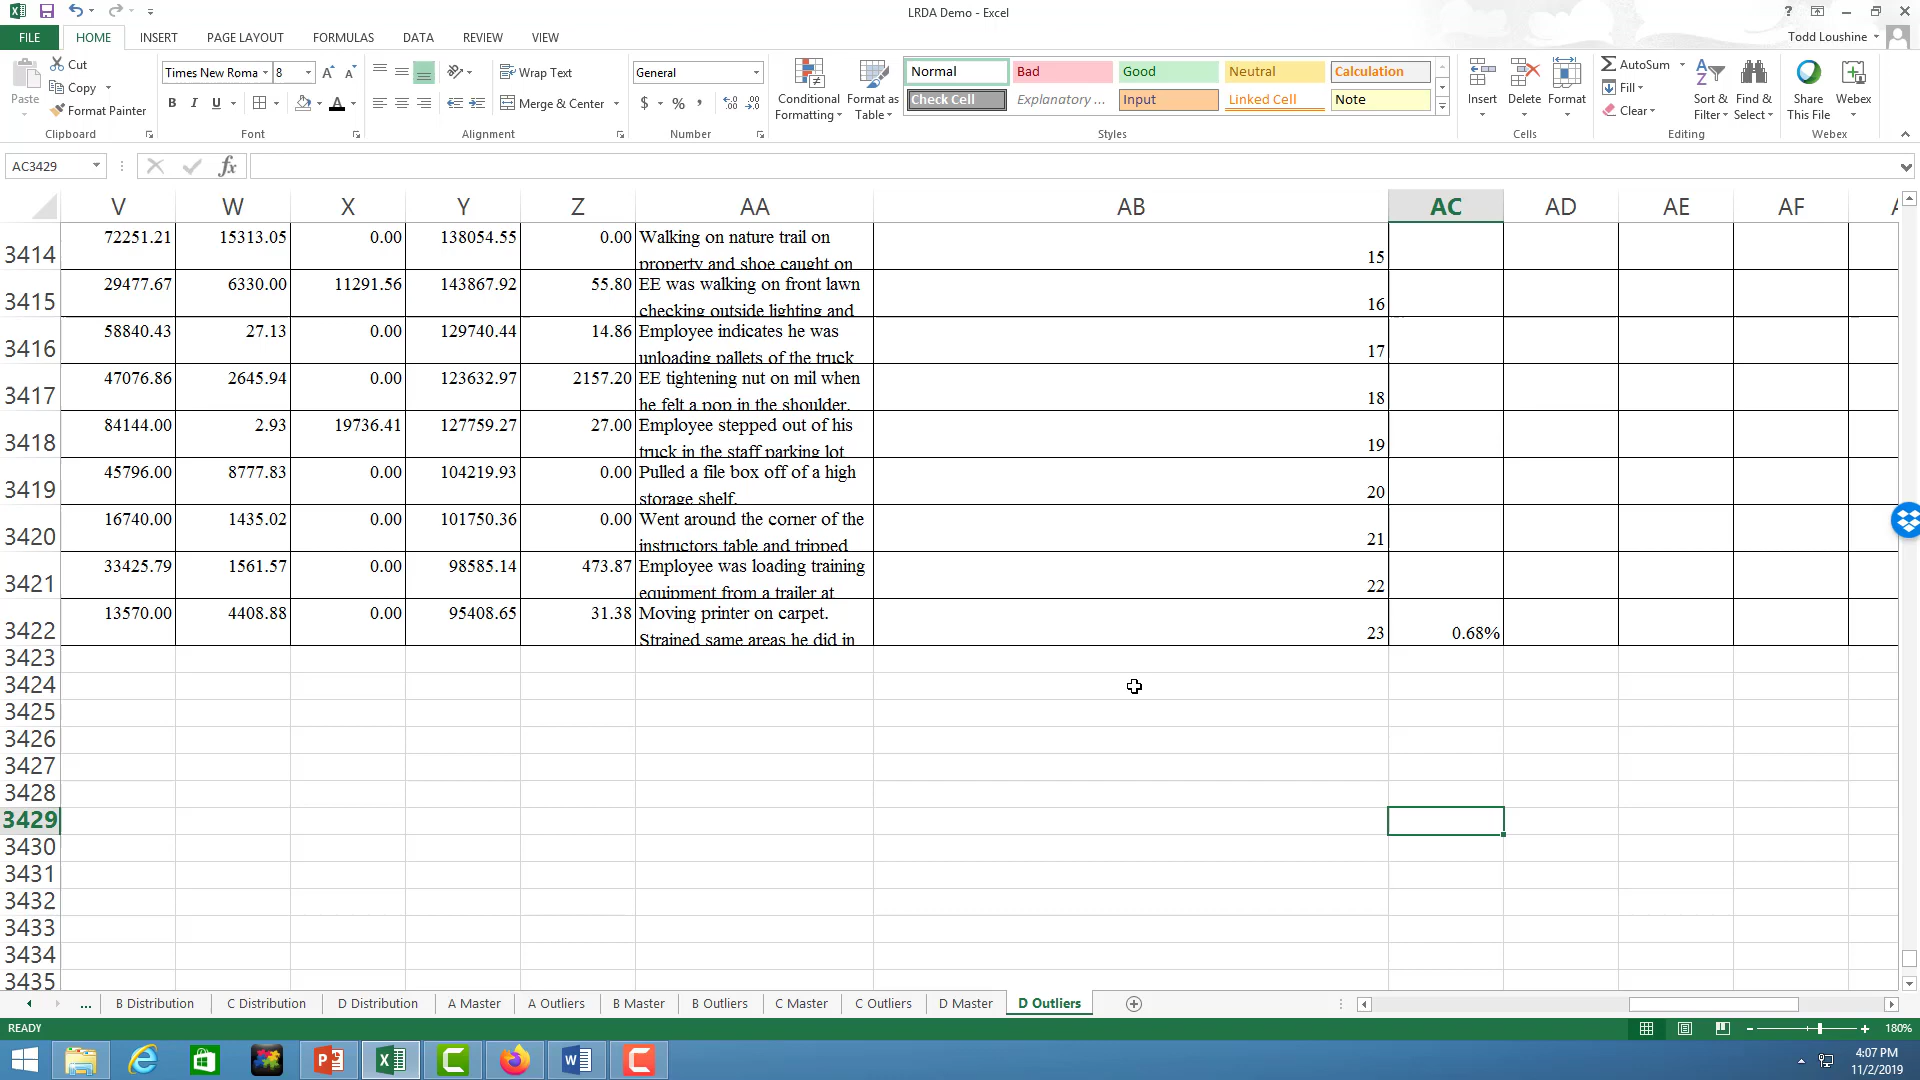 LRDA Demo - Excel
?
FILE HOME INSERT PAGE LAYOUT FORMULAS DATA REVIEW VIEW Todd Loushine
Paste Cut Copy Format Painter Clipboard
Times New Roma 8 B I U A A A Font
Wrap Text Merge & Center Alignment
General $ % , Number
Conditional Formatting Format as Table
Normal Bad Good Neutral Calculation
Check Cell Explanatory ... Input Linked Cell Note
Styles
Insert Delete Format Cells
AutoSum Fill Clear Sort & Filter Find & Select Editing
Share This File Webex Webex
AC3429 fx
V W X Y Z AA AB AC AD AE AF
3414 72251.21 15313.05 0.00 138054.55 0.00 Walking on nature trail on
property and shoe caught on 15
3415 29477.67 6330.00 11291.56 143867.92 55.80 EE was walking on front lawn
checking outside lighting and 16
3416 58840.43 27.13 0.00 129740.44 14.86 Employee indicates he was
unloading pallets of the truck 17
3417 47076.86 2645.94 0.00 123632.97 2157.20 EE tightening nut on mil when
he felt a pop in the shoulder. 18
3418 84144.00 2.93 19736.41 127759.27 27.00 Employee stepped out of his
truck in the staff parking lot 19
3419 45796.00 8777.83 0.00 104219.93 0.00 Pulled a file box off of a high
storage shelf. 20
3420 16740.00 1435.02 0.00 101750.36 0.00 Went around the corner of the
instructors table and tripped 21
3421 33425.79 1561.57 0.00 98585.14 473.87 Employee was loading training
equipment from a trailer at 22
3422 13570.00 4408.88 0.00 95408.65 31.38 Moving printer on carpet.
Strained same areas he did in 23 0.68%
3423
3424
3425
3426
3427
3428
3429
3430
3431
3432
3433
3434
3435
... B Distribution C Distribution D Distribution A Master A Outliers B Master B Outliers C Master C Outliers D Master D Outliers
READY 180%
4:07 PM
11/2/2019